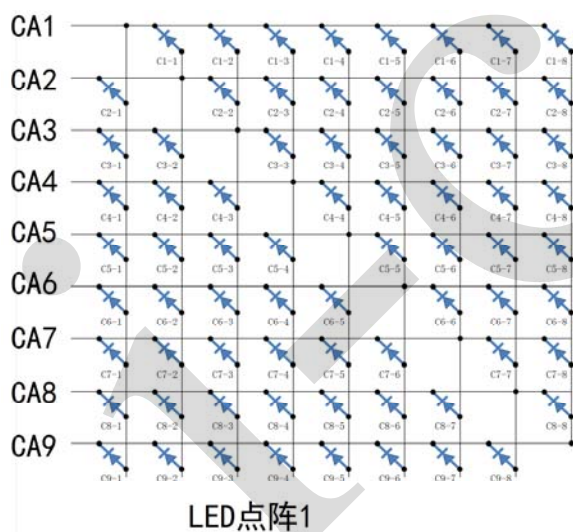 CA1
C1-1 C1-2 C1-3 C1-4 C1-5 C1-6 C1-7 C1-8
CA2
C2-1 C2-2 C2-3 C2-4 C2-5 C2-6 C2-7 C2-8
CA3
C3-1 C3-2 C3-3 C3-4 C3-5 C3-6 C3-7 C3-8
CA4
C4-1 C4-2 C4-3 C4-4 C4-5 C4-6 C4-7 C4-8
CA5
C5-1 C5-2 C5-3 C5-4 C5-5 C5-6 C5-7 C5-8
CA6
C6-1 C6-2 C6-3 C6-4 C6-5 C6-6 C6-7 C6-8
CA7
C7-1 C7-2 C7-3 C7-4 C7-5 C7-6 C7-7 C7-8
CA8
C8-1 C8-2 C8-3 C8-4 C8-5 C8-6 C8-7 C8-8
CA9
C9-1 C9-2 C9-3 C9-4 C9-5 C9-6 C9-7 C9-8
LED点阵1